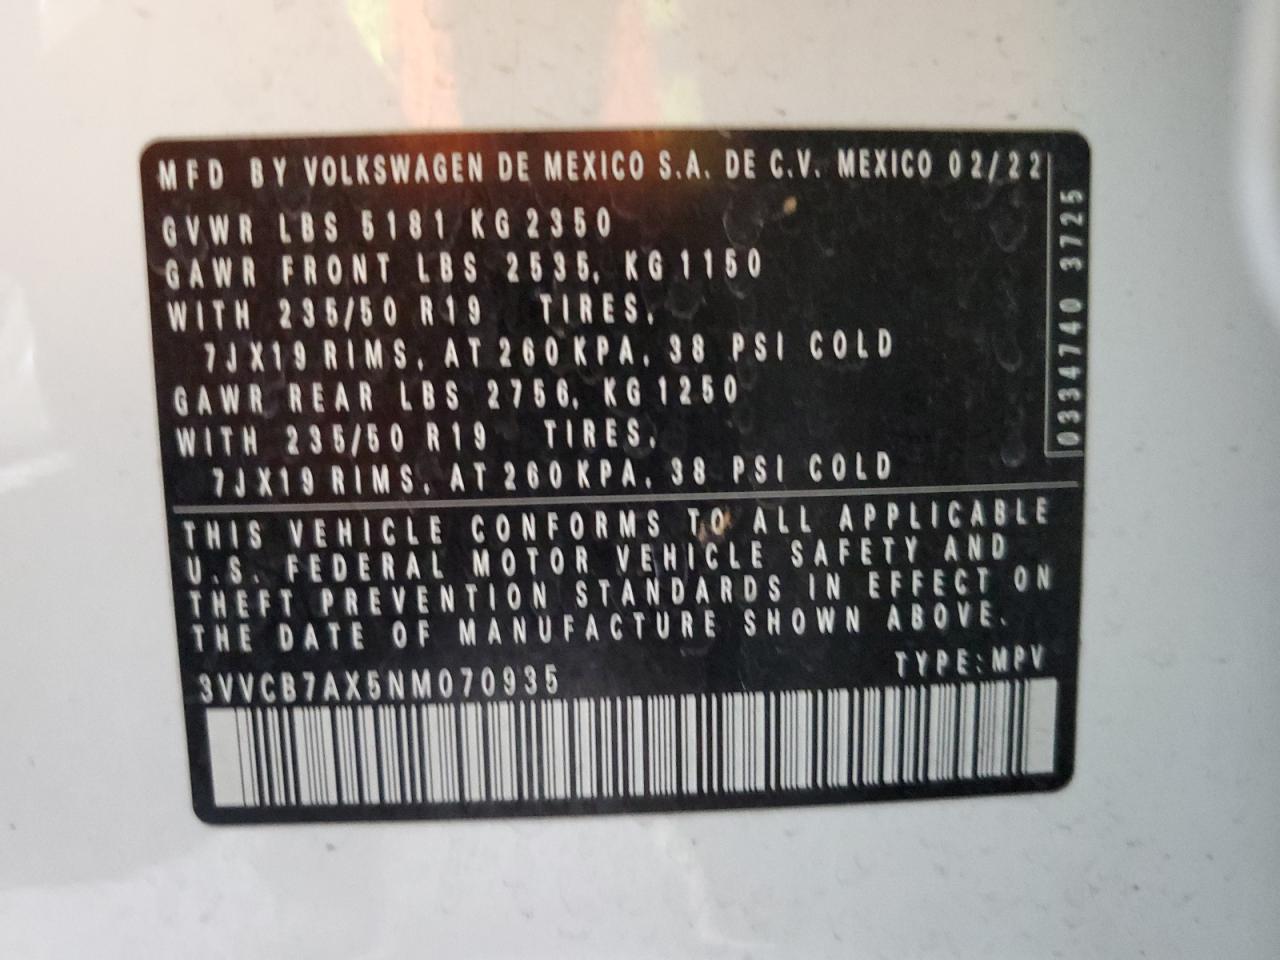 MFD BY VOLKSWAGEN DE MEXICO S.A. DE C.V. MEXICO 02/22
GVWR LBS 5181 KG 2350
GAWR FRONT LBS 2535, KG 1150
WITH 235/50 R19 TIRES,
7JX19 RIMS, AT 260 KPA, 38 PSI COLD
GAWR REAR LBS 2756, KG 1250
WITH 235/50 R19 TIRES,
7JX19 RIMS, AT 260 KPA, 38 PSI COLD
0334740 3725
THIS VEHICLE CONFORMS TO ALL APPLICABLE
U.S. FEDERAL MOTOR VEHICLE SAFETY AND
THEFT PREVENTION STANDARDS IN EFFECT ON
THE DATE OF MANUFACTURE SHOWN ABOVE.
TYPE:MPV
3VVCB7AX5NM070935